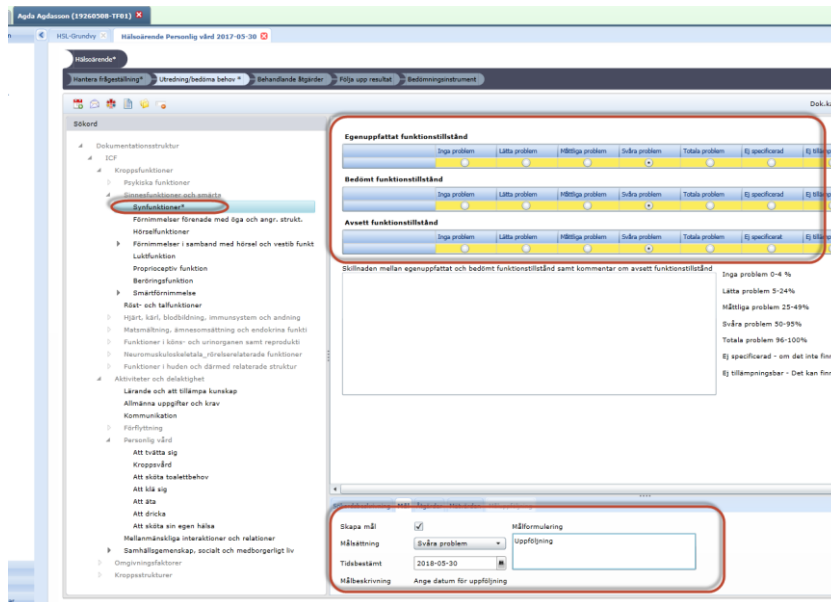 Agda Agdasson (19260508-TF01)
HSL-Grundvy
Hälsoärende Personlig vård 2017-05-30
Hälsoärende*
Hantera frågeställning* Utredning/bedöma behov * Behandlande åtgärder Följa upp resultat Bedömningsinstrument
Dok.ka
Sökord
Dokumentationsstruktur
ICF
Kroppsfunktioner
Psykiska funktioner
Sinnesfunktioner och smärta
Synfunktioner*
Förnimmelser förenade med öga och angr. strukt.
Hörselfunktioner
Förnimmelser i samband med hörsel och vestib funkt
Luktfunktion
Proprioceptiv funktion
Beröringsfunktion
Smärtförnimmelse
Röst- och talfunktioner
Hjärt, kärl, blodbildning, immunsystem och andning
Matsmältning, ämnesomsättning och endokrina funkti
Funktioner i köns- och urinorganen samt reprodukti
Neuromuskuloskeletala_rörelserelaterade funktioner
Funktioner i huden och därmed relaterade struktur
Aktiviteter och delaktighet
Lärande och att tillämpa kunskap
Allmänna uppgifter och krav
Kommunikation
Förflyttning
Personlig vård
Att tvätta sig
Kroppsvård
Att sköta toalettbehov
Att klä sig
Att äta
Att dricka
Att sköta sin egen hälsa
Mellanmänskliga interaktioner och relationer
Samhällsgemenskap, socialt och medborgerligt liv
Omgivningsfaktorer
Kroppsstrukturer
Egenuppfattat funktionstillstånd
Inga problem Lätta problem Måttliga problem Svåra problem Totala problem Ej specificerad Ej tillämp
Bedömt funktionstillstånd
Inga problem Lätta problem Måttliga problem Svåra problem Totala problem Ej specificerad Ej tillämp
Avsett funktionstillstånd
Inga problem Lätta problem Måttliga problem Svåra problem Totala problem Ej specificerat Ej tillämp
Skillnaden mellan egenuppfattat och bedömt funktionstillstånd samt kommentar om avsett funktionstillstånd
Inga problem 0-4 %
Lätta problem 5-24%
Måttliga problem 25-49%
Svåra problem 50-95%
Totala problem 96-100%
Ej specificerad - om det inte finn
Ej tillämpningsbar - Det kan finn
Mål
Skapa mål Målformulering
Målsättning Svåra problem Uppföljning
Tidsbestämt 2018-05-30
Målbeskrivning Ange datum för uppföljning